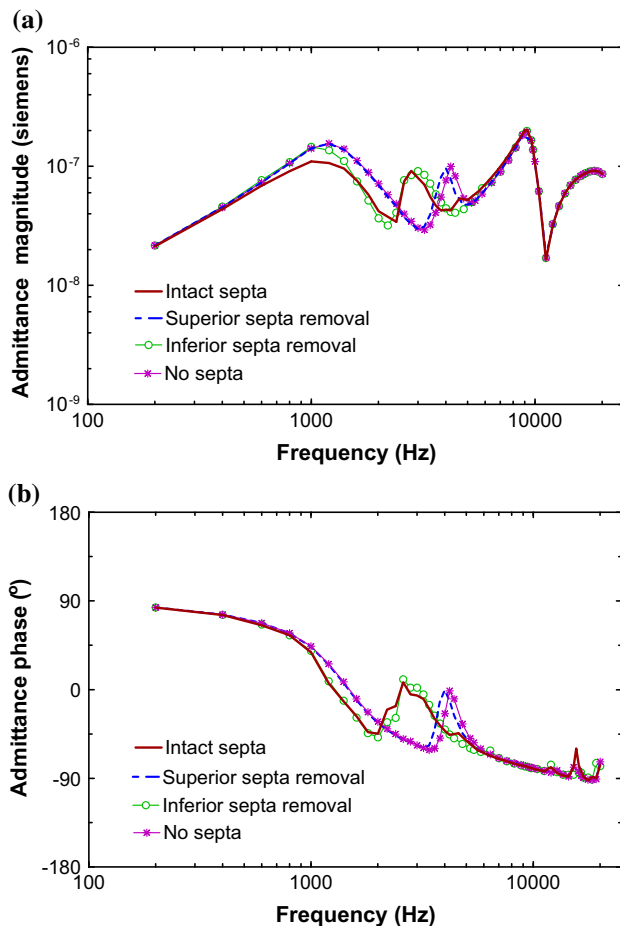 (a)
Admittance magnitude (siemens)
10^-6
10^-7
10^-8
10^-9
Intact septa
Superior septa removal
Inferior septa removal
No septa
100 1000 10000
Frequency (Hz)
(b)
Admittance phase (º)
180
90
0
-90
-180
Intact septa
Superior septa removal
Inferior septa removal
No septa
100 1000 10000
Frequency (Hz)